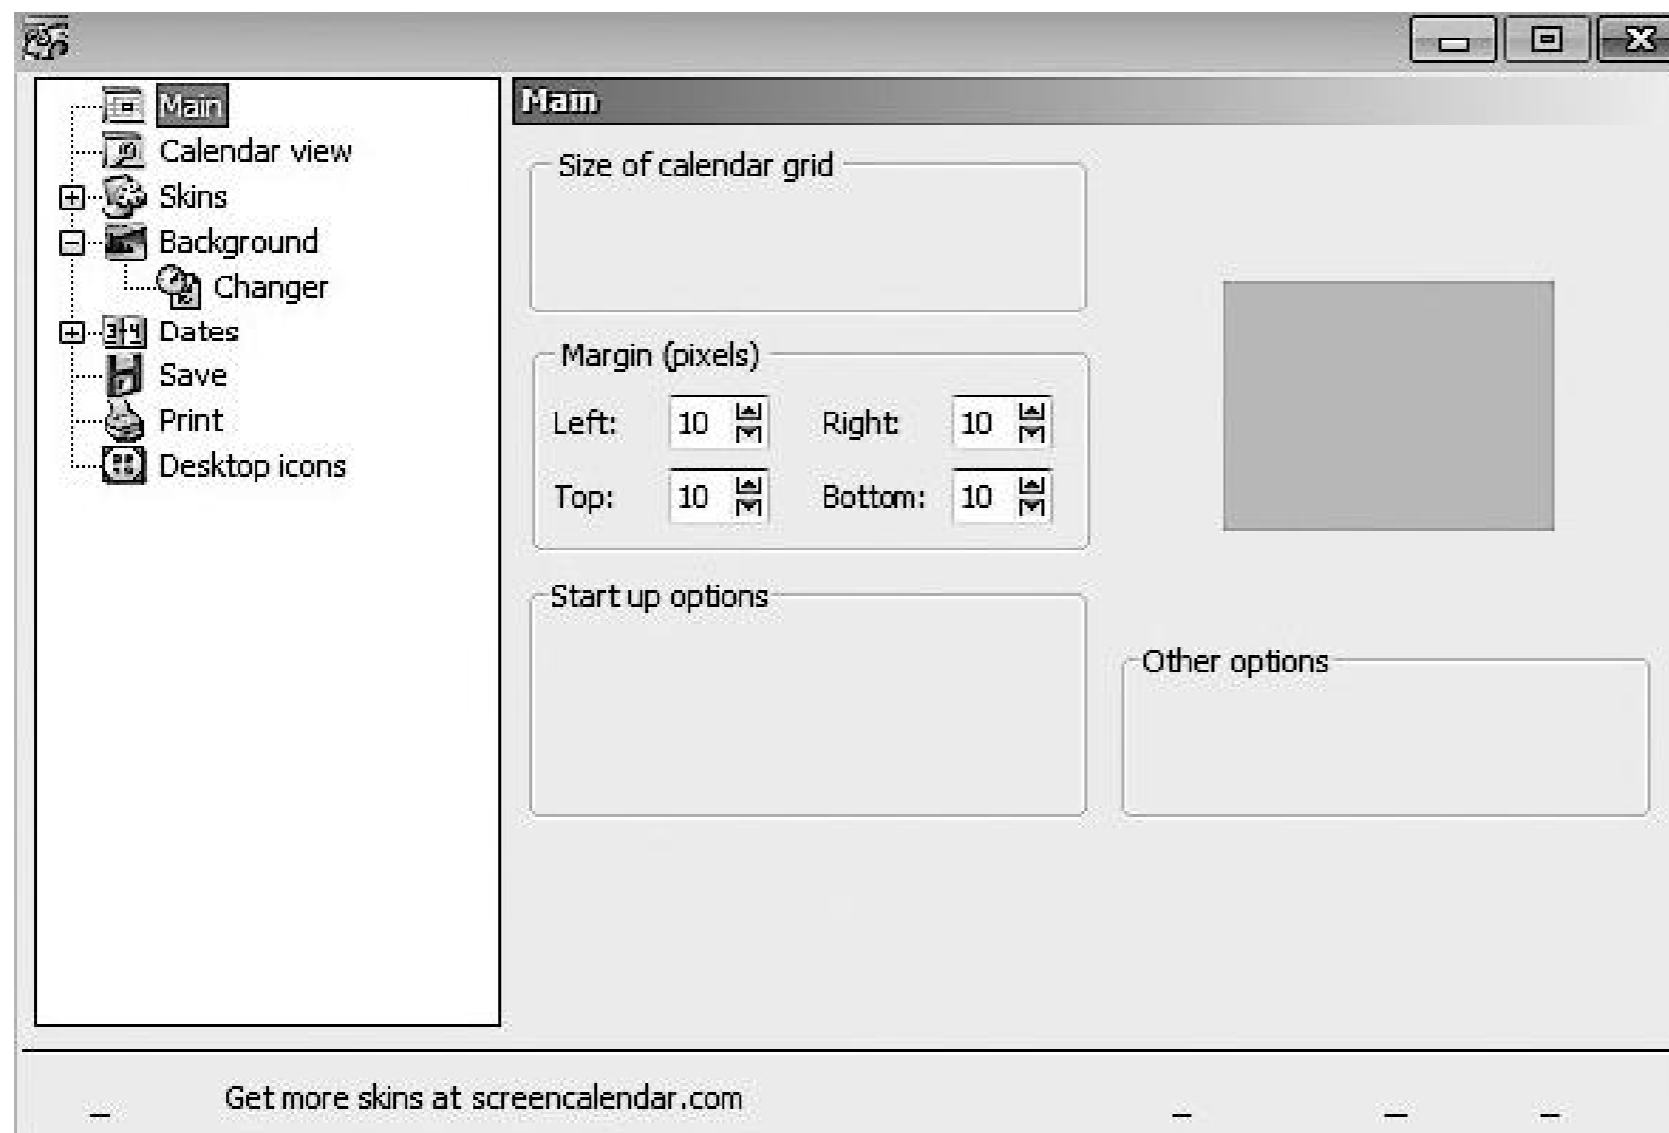 Main
Calendar view
Skins
Background
Changer
Dates
Save
Print
Desktop icons
Main
Size of calendar grid
Margin (pixels)
Left: 10 Right: 10
Top: 10 Bottom: 10
Start up options
Other options
Get more skins at screencalendar.com